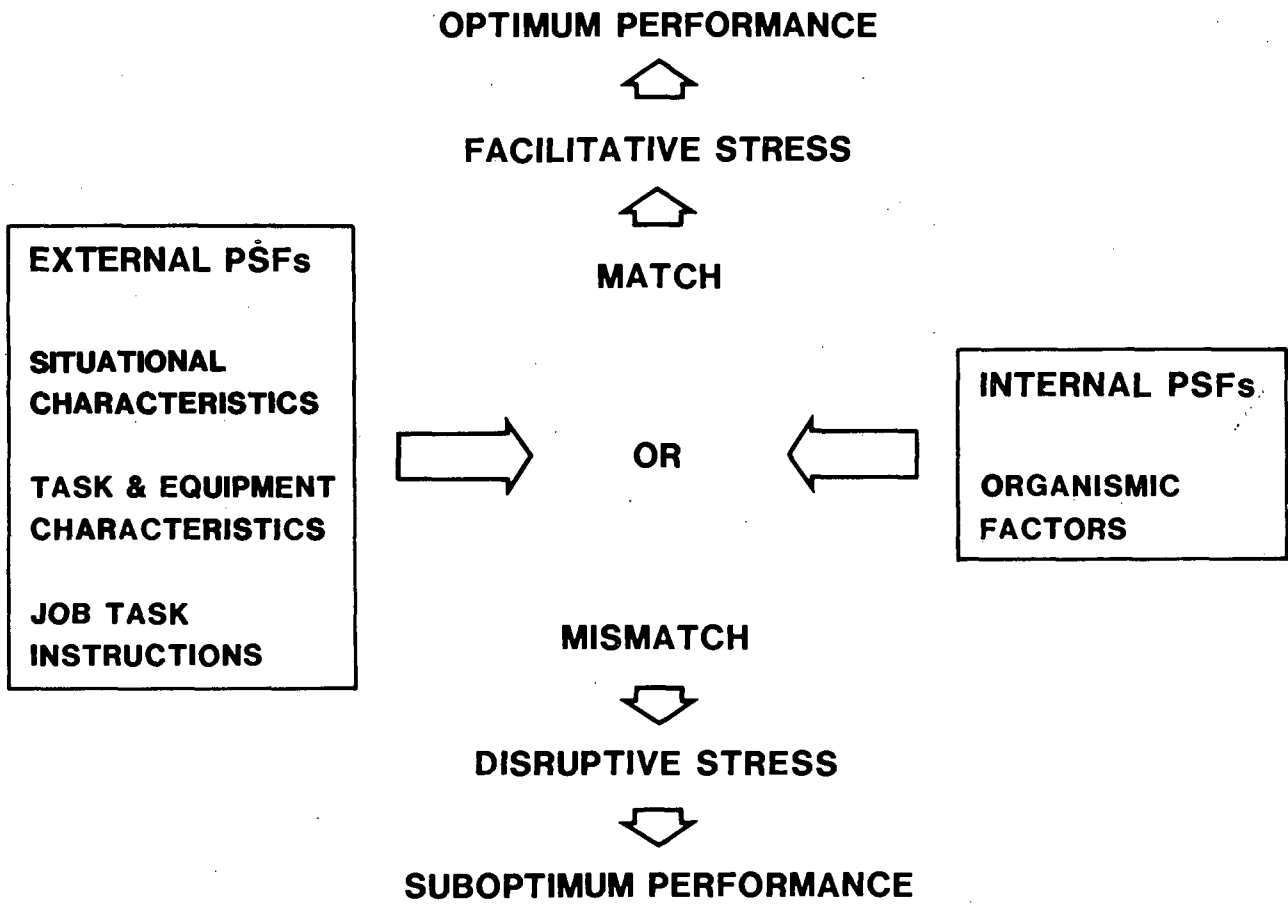 OPTIMUM PERFORMANCE
FACILITATIVE STRESS
MATCH
EXTERNAL PSFs
SITUATIONAL
CHARACTERISTICS
TASK & EQUIPMENT
CHARACTERISTICS
JOB TASK
INSTRUCTIONS
OR
INTERNAL PSFs
ORGANISMIC
FACTORS
MISMATCH
DISRUPTIVE STRESS
SUBOPTIMUM PERFORMANCE